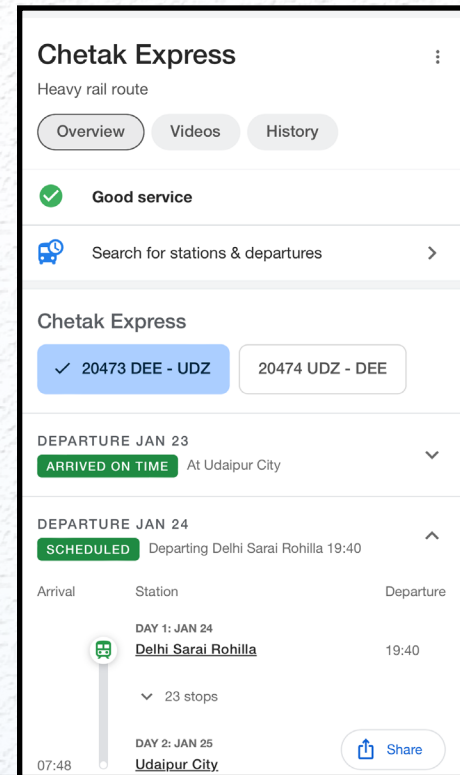 Chetak Express
Heavy rail route
Overview Videos History
Good service
Search for stations & departures
Chetak Express
20473 DEE - UDZ 20474 UDZ - DEE
DEPARTURE JAN 23
ARRIVED ON TIME At Udaipur City
DEPARTURE JAN 24
SCHEDULED Departing Delhi Sarai Rohilla 19:40
Arrival Station Departure
DAY 1: JAN 24
Delhi Sarai Rohilla 19:40
23 stops
DAY 2: JAN 25
07:48 Udaipur City
Share